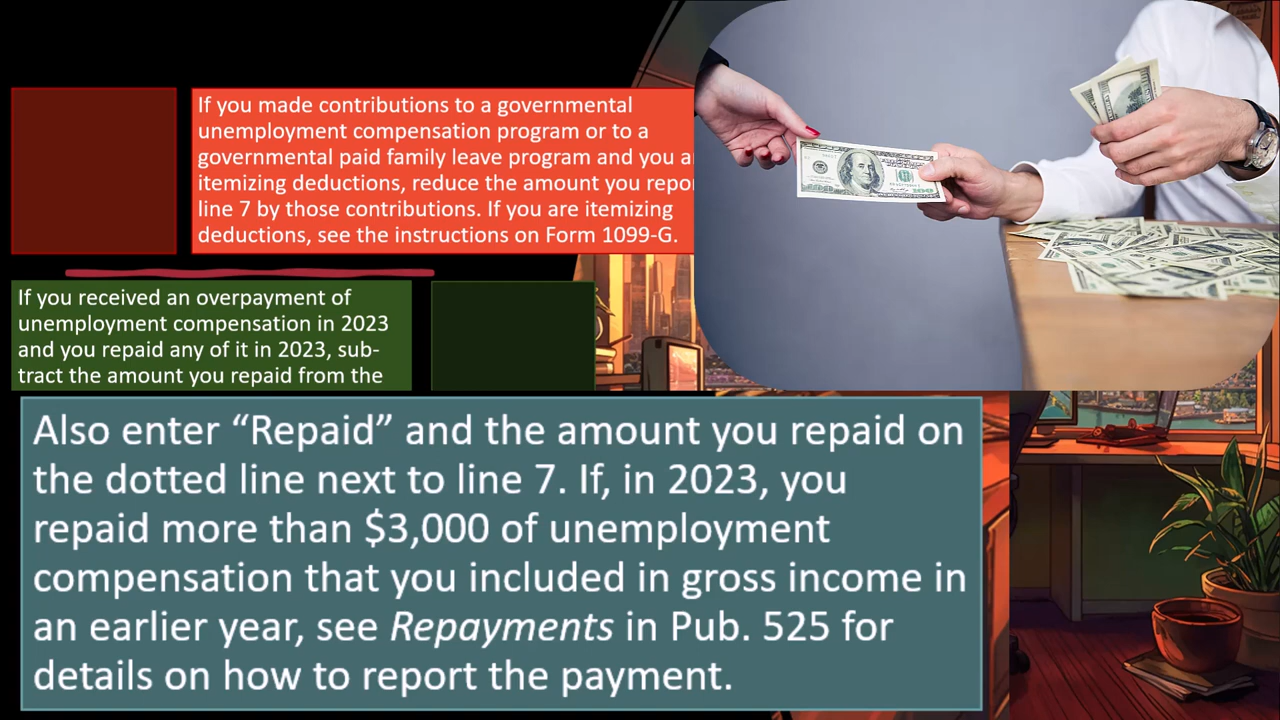 If you made contributions to a governmental
unemployment compensation program or to a
governmental paid family leave program and you
itemizing deductions, reduce the amount you
line 7 by those contributions. If you are itemizing
deductions, see the instructions on Form 1099-G.
If you received an overpayment of
unemployment compensation in 2023
and you repaid any of it in 2023, sub-
tract the amount you repaid from the
Also enter “Repaid” and the amount you repaid on
the dotted line next to line 7. If, in 2023, you
repaid more than $3,000 of unemployment
compensation that you included in gross income in
an earlier year, see Repayments in Pub. 525 for
details on how to report the payment.